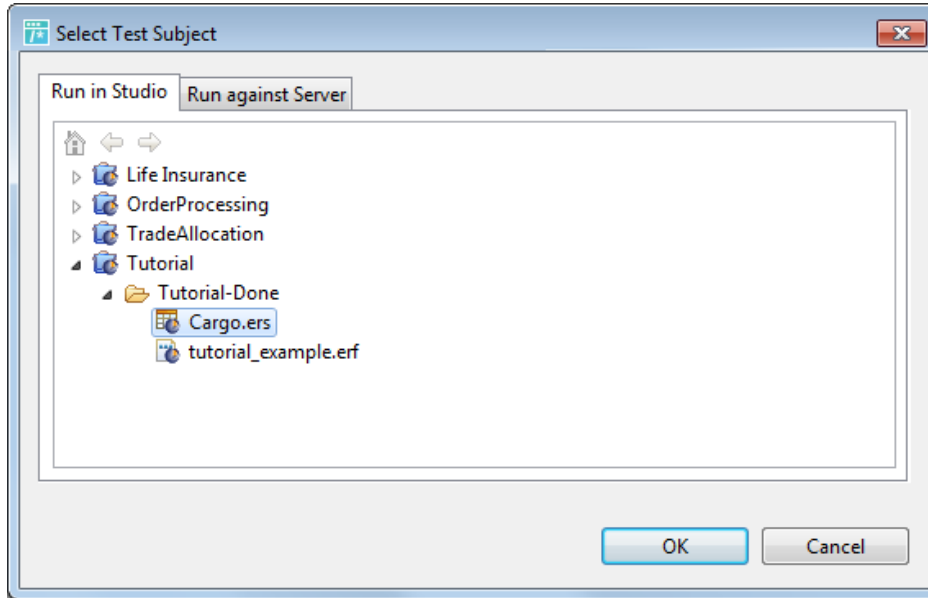 Select Test Subject
Run in Studio
Run against Server
Life Insurance
OrderProcessing
TradeAllocation
Tutorial
Tutorial-Done
Cargo.ers
tutorial_example.erf
OK
Cancel